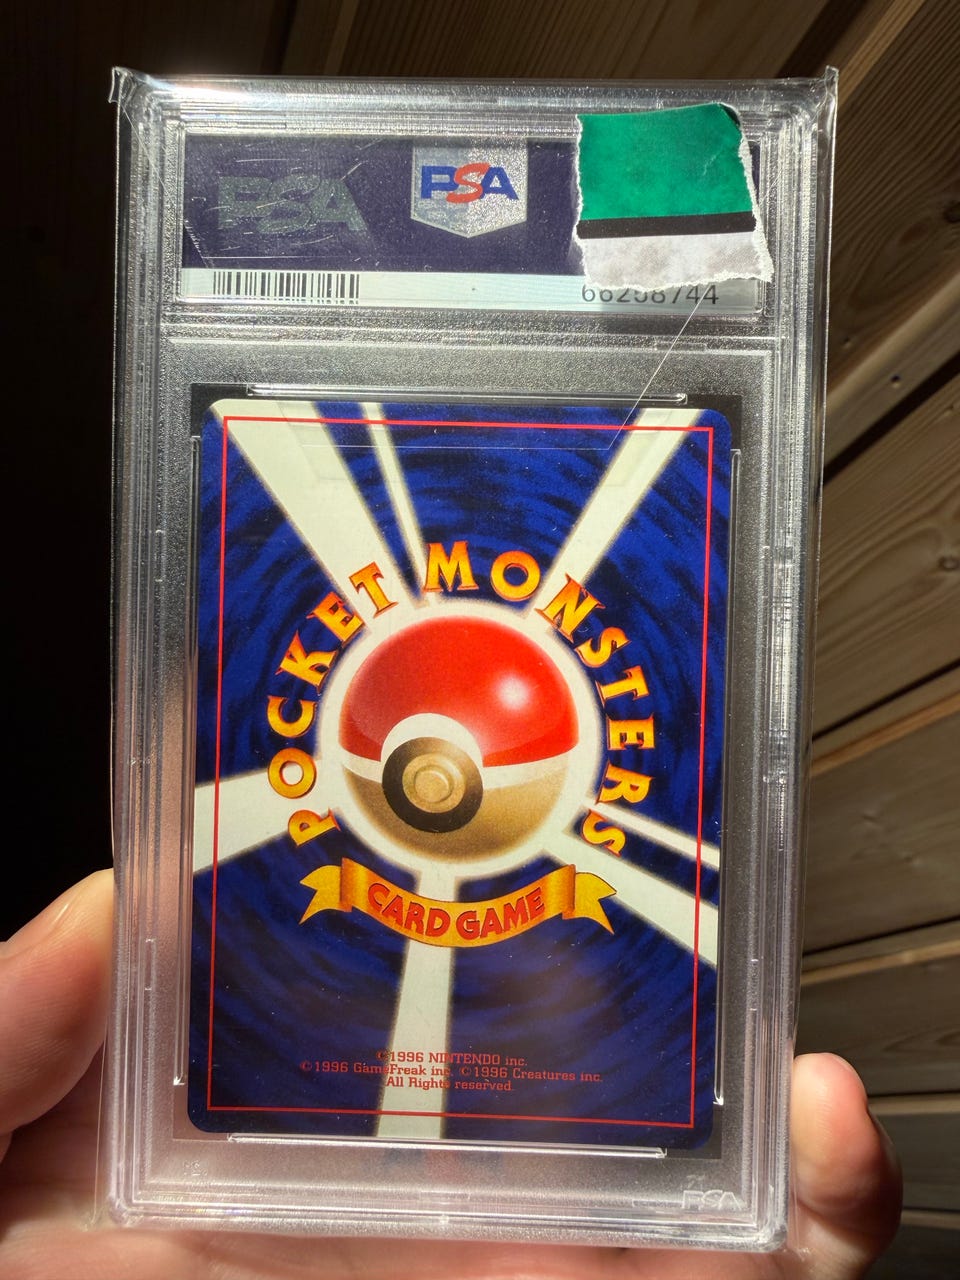 PSA
PSA
66268744
POCKET MONSTERS
CARD GAME
©1996 NINTENDO inc.
©1996 GameFreak inc. ©1996 Creatures inc.
All Rights reserved.
PSA